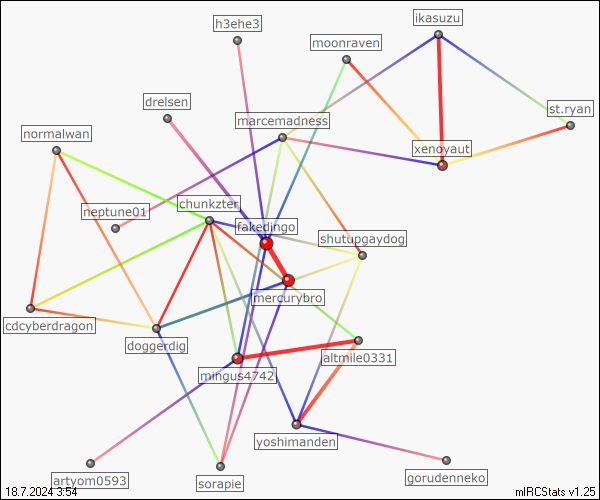 ikasuzu
h3ehe3
moonraven
drelsen
st.ryan
marcemadness
normalwan
xenoyaut
chunkzter
neptune01
fakedingo
shutupgaydog
mercurybro
cdcyberdragon
doggerdig
altmile0331
mingus4742
yoshimanden
artyom0593
sorapie
gorudenneko
18.7.2024 3:54
mIRCStats v1.25